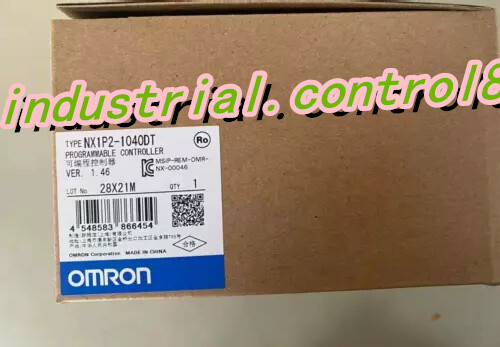 industrial.control8
TYPE NX1P2-1040DT
PROGRAMMABLE CONTROLLER
可编程控制器
VER. 1.46
Ro
MSIP-REM-OMR-
NX-00046
LOT No. 28X21M QTY. 1
4 548583 866454
合格
OMRON Corporation MADE IN CHINA
OMRON